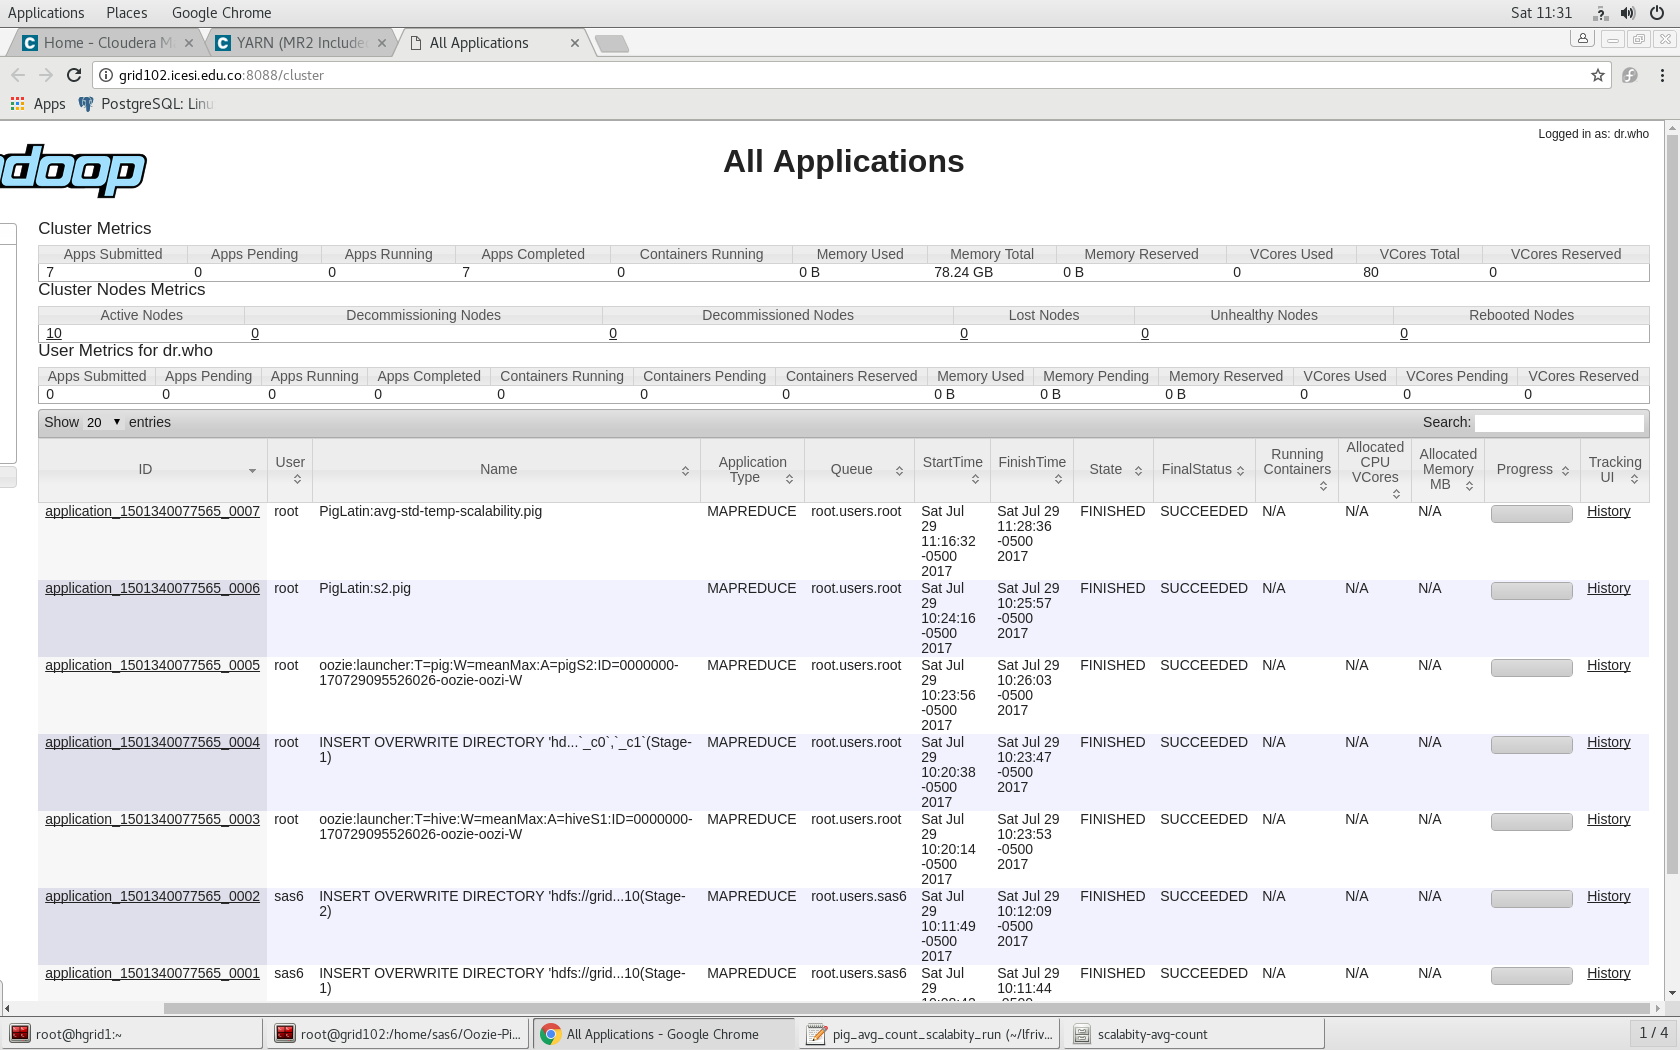 Applications Places Google Chrome Sat 11:31
Home - Cloudera YARN (MR2 Include All Applications
grid102.icesi.edu.co:8088/cluster
Apps PostgreSQL: Linu
Logged in as: dr.who
doop
All Applications
Cluster Metrics
Apps Submitted Apps Pending Apps Running Apps Completed Containers Running Memory Used Memory Total Memory Reserved VCores Used VCores Total VCores Reserved
7 0 0 7 0 0 B 78.24 GB 0 B 0 80 0
Cluster Nodes Metrics
Active Nodes Decommissioning Nodes Decommissioned Nodes Lost Nodes Unhealthy Nodes Rebooted Nodes
10 0 0 0 0 0
User Metrics for dr.who
Apps Submitted Apps Pending Apps Running Apps Completed Containers Running Containers Pending Containers Reserved Memory Used Memory Pending Memory Reserved VCores Used VCores Pending VCores Reserved
0 0 0 0 0 0 0 0 B 0 B 0 B 0 0 0
Show 20 entries Search:
ID User Name Application Type Queue StartTime FinishTime State FinalStatus Running Containers Allocated CPU VCores Allocated Memory MB Progress Tracking UI
application_1501340077565_0007 root PigLatin:avg-std-temp-scalability.pig MAPREDUCE root.users.root Sat Jul 29 11:16:32 -0500 2017 Sat Jul 29 11:28:36 -0500 2017 FINISHED SUCCEEDED N/A N/A N/A History
application_1501340077565_0006 root PigLatin:s2.pig MAPREDUCE root.users.root Sat Jul 29 10:24:16 -0500 2017 Sat Jul 29 10:25:57 -0500 2017 FINISHED SUCCEEDED N/A N/A N/A History
application_1501340077565_0005 root oozie:launcher:T=pig:W=meanMax:A=pigS2:ID=0000000-170729095526026-oozie-oozi-W MAPREDUCE root.users.root Sat Jul 29 10:23:56 -0500 2017 Sat Jul 29 10:26:03 -0500 2017 FINISHED SUCCEEDED N/A N/A N/A History
application_1501340077565_0004 root INSERT OVERWRITE DIRECTORY 'hd...`_c0`,`_c1`(Stage-1) MAPREDUCE root.users.root Sat Jul 29 10:20:38 -0500 2017 Sat Jul 29 10:23:47 -0500 2017 FINISHED SUCCEEDED N/A N/A N/A History
application_1501340077565_0003 root oozie:launcher:T=hive:W=meanMax:A=hiveS1:ID=0000000-170729095526026-oozie-oozi-W MAPREDUCE root.users.root Sat Jul 29 10:20:14 -0500 2017 Sat Jul 29 10:23:53 -0500 2017 FINISHED SUCCEEDED N/A N/A N/A History
application_1501340077565_0002 sas6 INSERT OVERWRITE DIRECTORY 'hdfs://grid...10(Stage-2) MAPREDUCE root.users.sas6 Sat Jul 29 10:11:49 -0500 2017 Sat Jul 29 10:12:09 -0500 2017 FINISHED SUCCEEDED N/A N/A N/A History
application_1501340077565_0001 sas6 INSERT OVERWRITE DIRECTORY 'hdfs://grid...10(Stage-1) MAPREDUCE root.users.sas6 Sat Jul 29 Sat Jul 29 10:11:44 FINISHED SUCCEEDED N/A N/A N/A History
root@hgrid1:~ root@grid102:/home/sas6/Oozie-Pi... All Applications - Google Chrome pig_avg_count_scalabity_run (~/lfriv... scalabity-avg-count 1 / 4